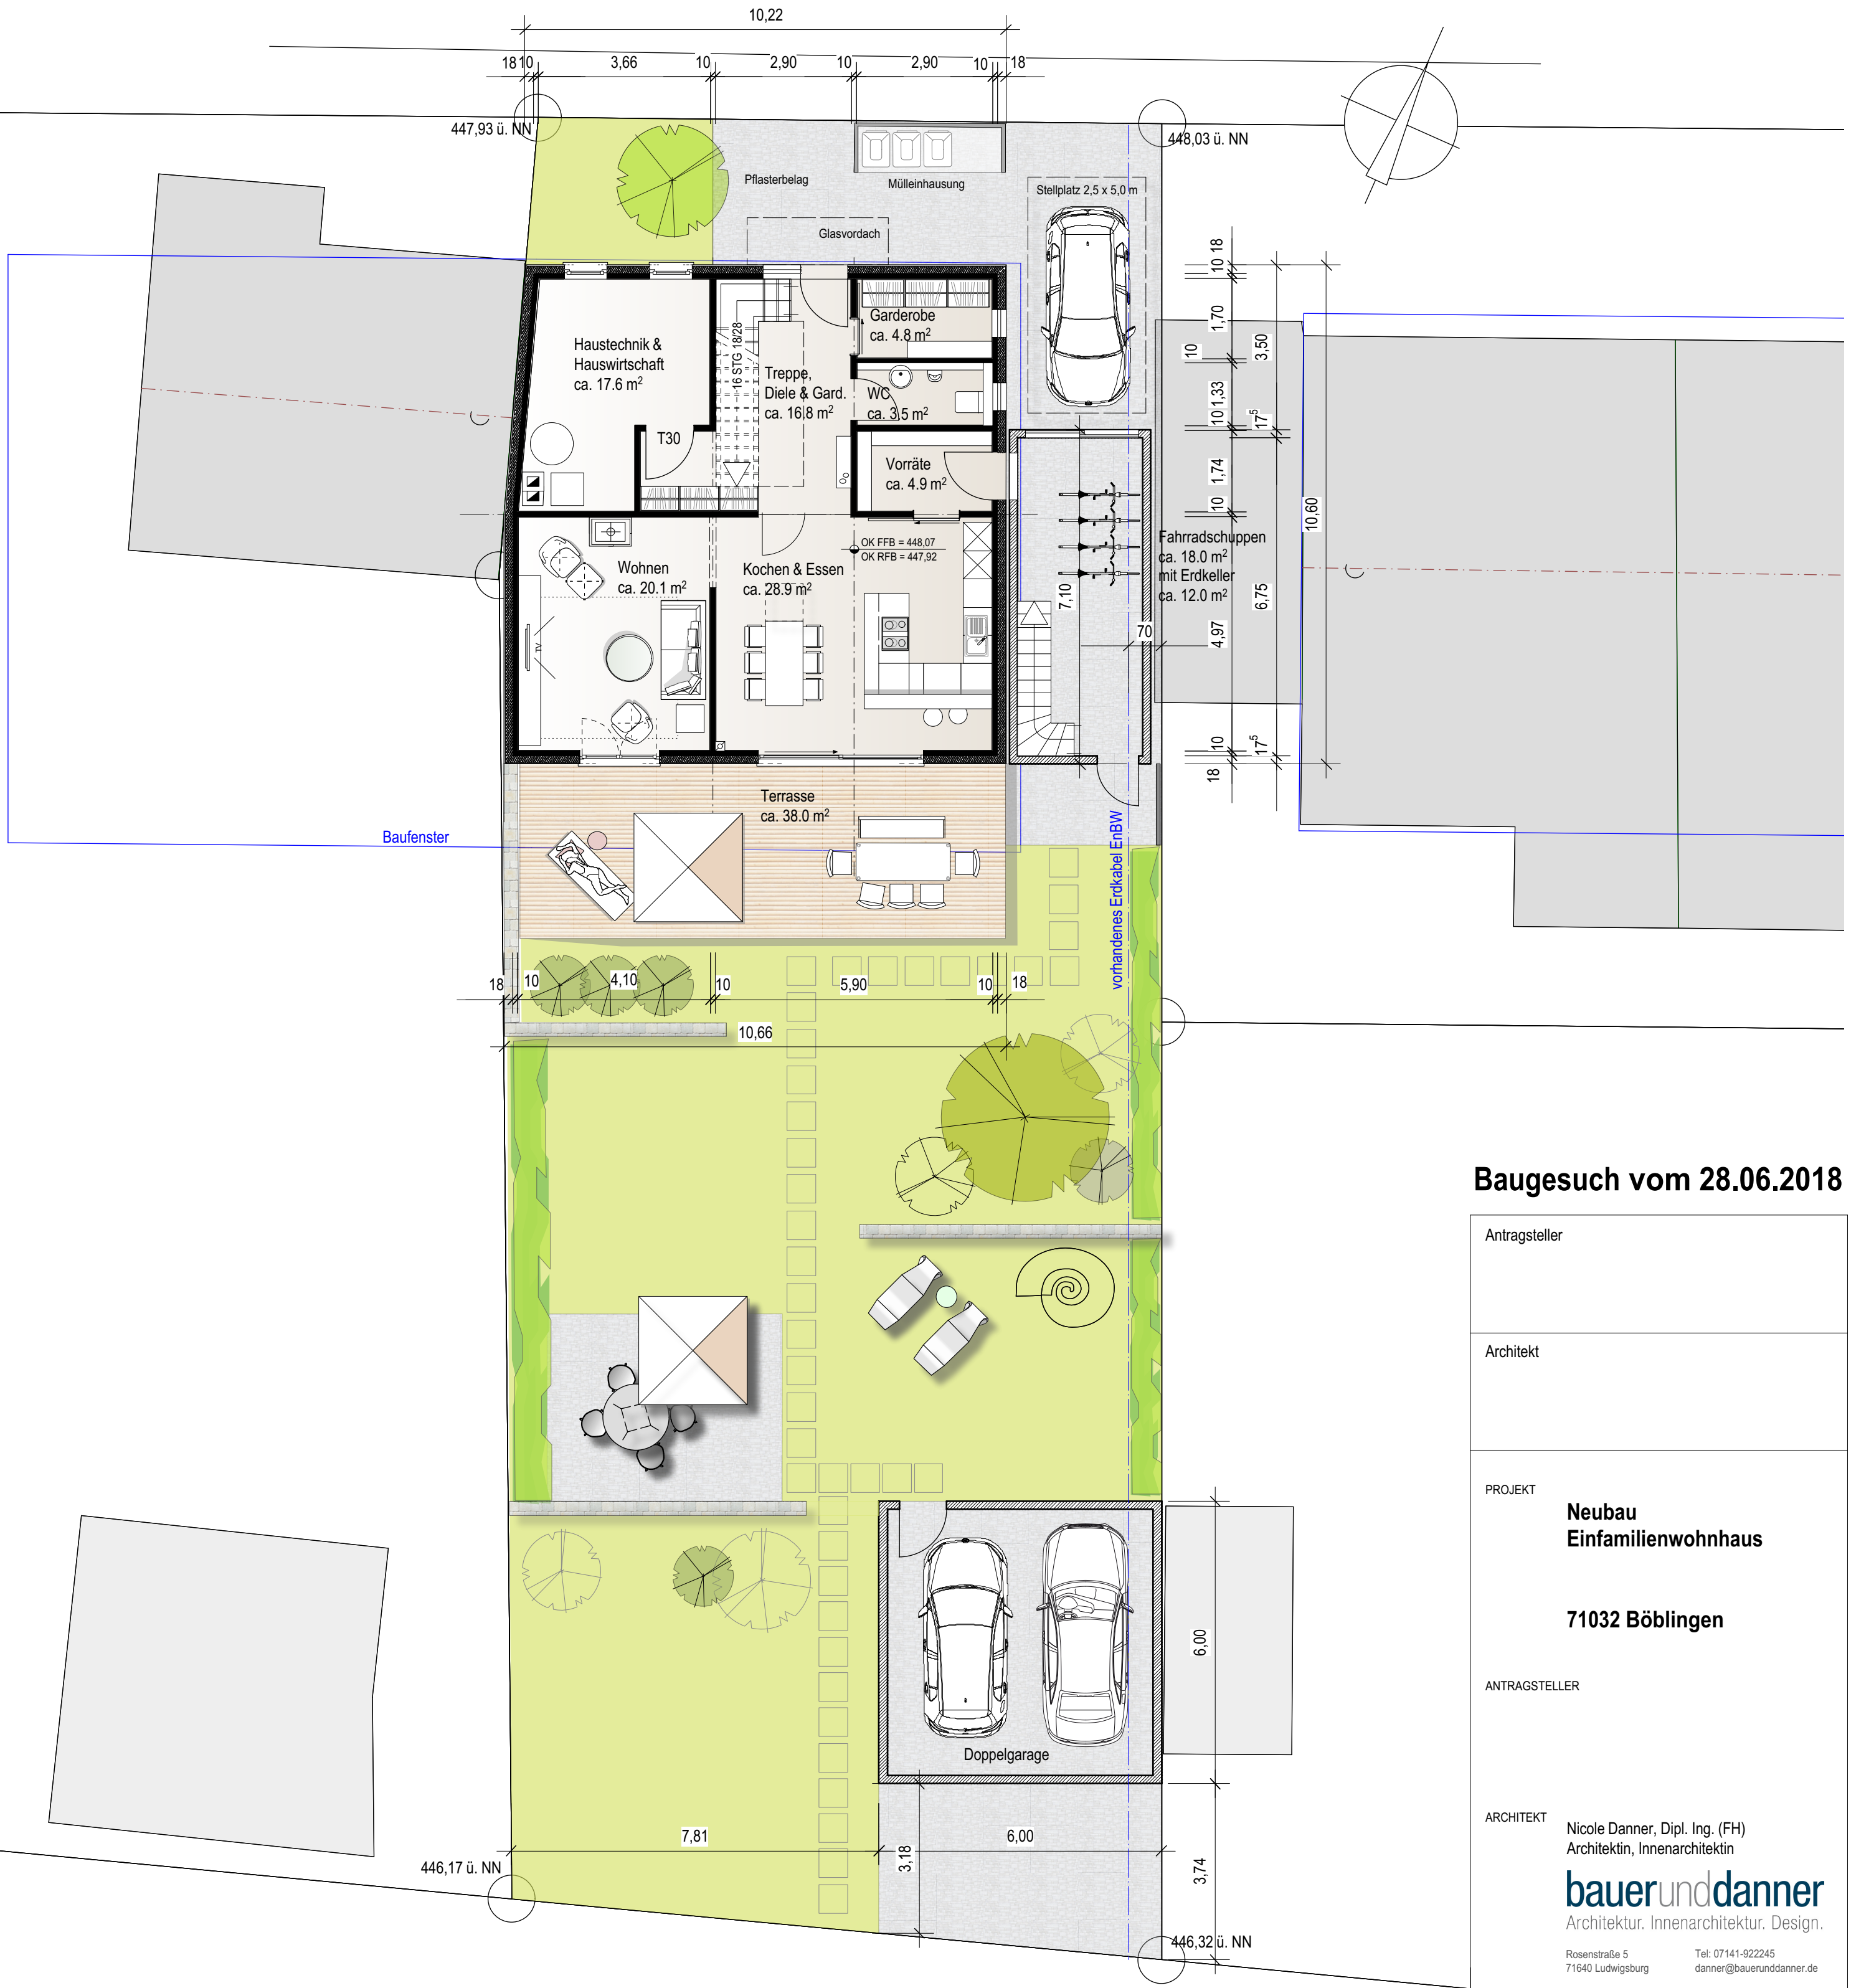 10,22
18 10 3,66 10 2,90 10 2,90 10 18
447,93 ü. NN
448,03 ü. NN
Pflasterbelag
Mülleinhausung
Stellplatz 2,5 x 5,0 m
Glasvordach
Haustechnik &
Hauswirtschaft
ca. 17.6 m²
16 STG 18/28
Treppe,
Diele & Gard.
ca. 16.8 m²
Garderobe
ca. 4.8 m²
WC
ca. 3.5 m²
T30
Vorräte
ca. 4.9 m²
10 18
1,70
10
3,50
10 1,33
17⁵
1,74
10
10,60
OK FFB = 448,07
OK RFB = 447,92
Wohnen
ca. 20.1 m²
TV
Kochen & Essen
ca. 28.9 m²
Fahrradschuppen
ca. 18.0 m²
mit Erdkeller
ca. 12.0 m²
7,10
70
4,97
6,75
10
17⁵
18
Terrasse
ca. 38.0 m²
Baufenster
vorhandenes Erdkabel EnBW
18 10 4,10 10 5,90 10 18
10,66
Baugesuch vom 28.06.2018
Antragsteller
Architekt
PROJEKT
Neubau
Einfamilienwohnhaus
71032 Böblingen
ANTRAGSTELLER
ARCHITEKT
Nicole Danner, Dipl. Ing. (FH)
Architektin, Innenarchitektin
bauerunddanner
Architektur. Innenarchitektur. Design.
Rosenstraße 5
71640 Ludwigsburg
Tel: 07141-922245
danner@bauerunddanner.de
Doppelgarage
6,00
7,81
6,00
3,18
3,74
446,17 ü. NN
446,32 ü. NN